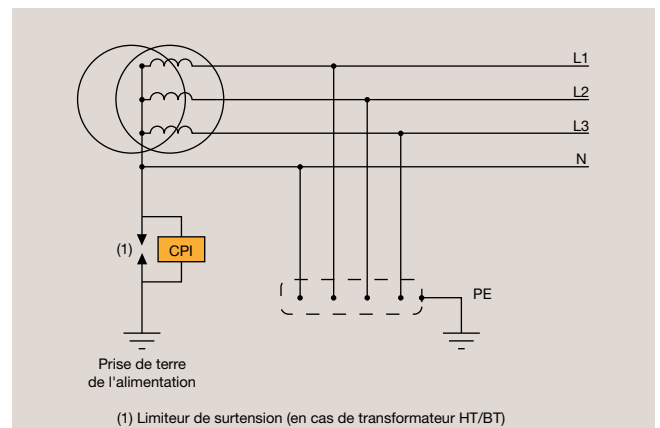 L1
L2
L3
N
(1)
CPI
PE
Prise de terre
de l'alimentation
(1) Limiteur de surtension (en cas de transformateur HT/BT)